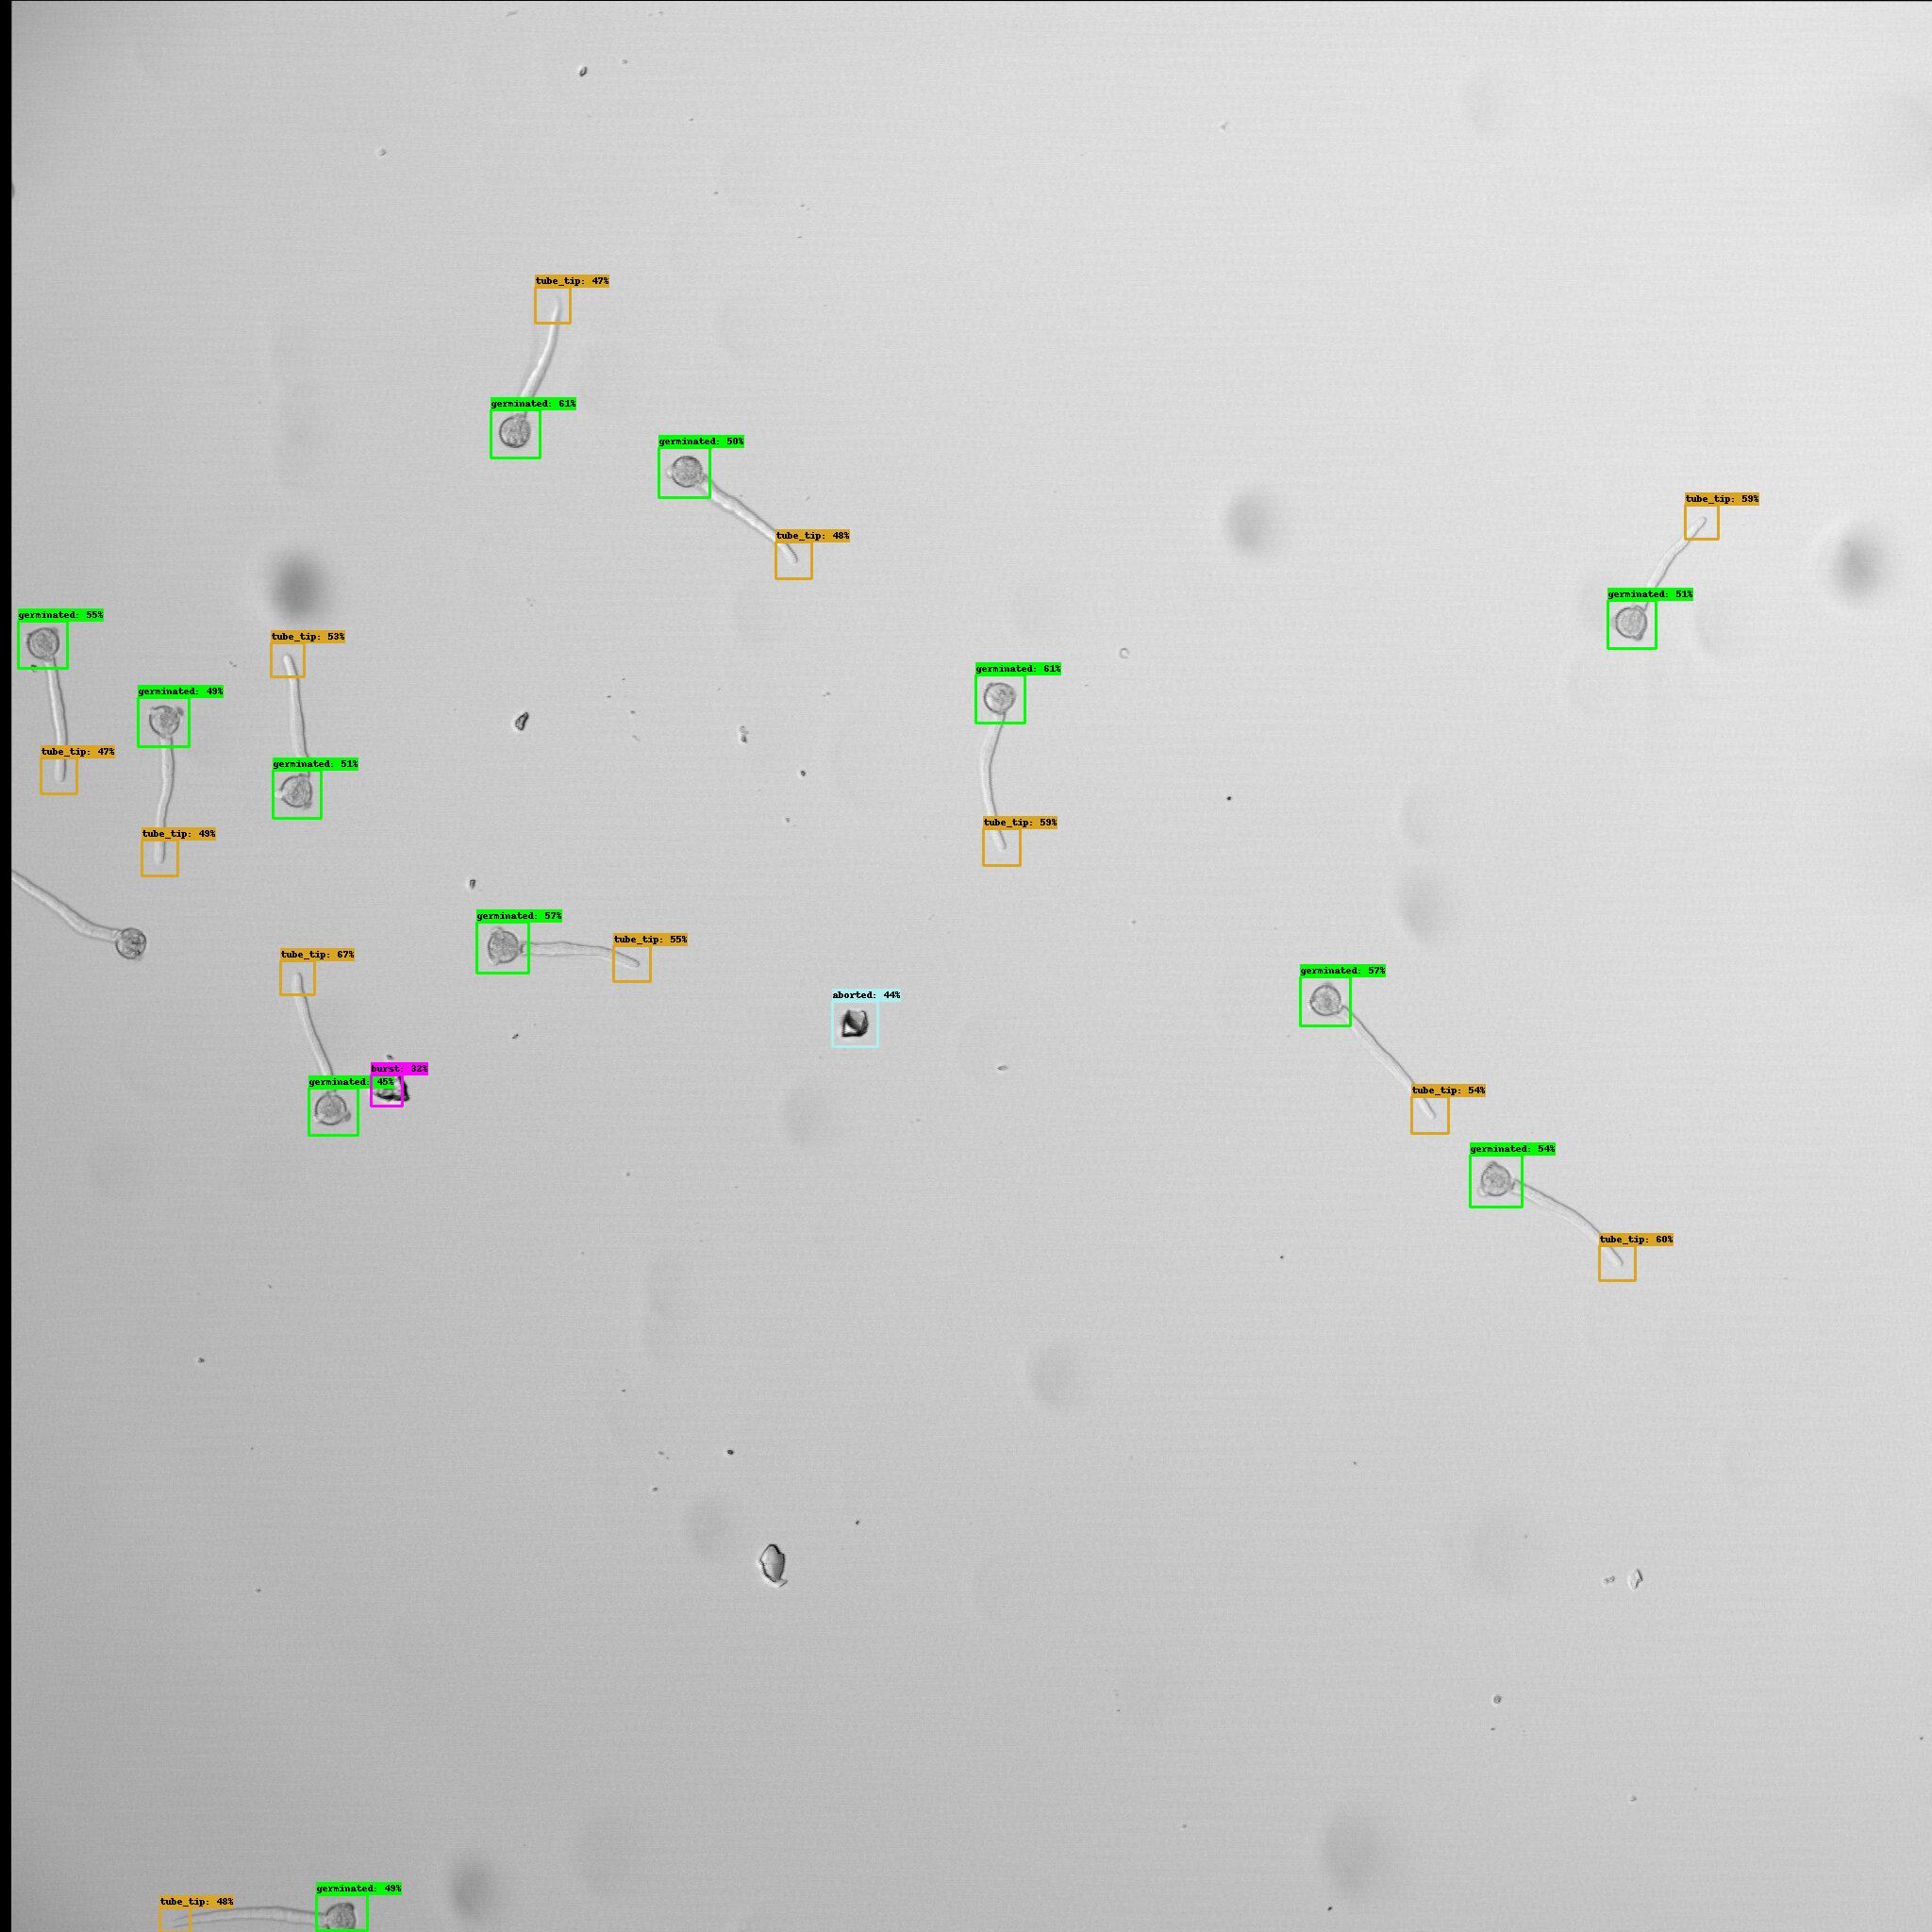 tube_tip: 47%
germinated: 61%
germinated: 50%
tube_tip: 59%
tube_tip: 48%
germinated: 51%
germinated: 55%
tube_tip: 53%
germinated: 61%
germinated: 49%
tube_tip: 47%
germinated: 51%
tube_tip: 59%
tube_tip: 49%
germinated: 57%
tube_tip: 55%
tube_tip: 67%
germinated: 57%
aborted: 44%
burst: 32%
germinated: 45%
tube_tip: 54%
germinated: 54%
tube_tip: 60%
germinated: 49%
tube_tip: 48%